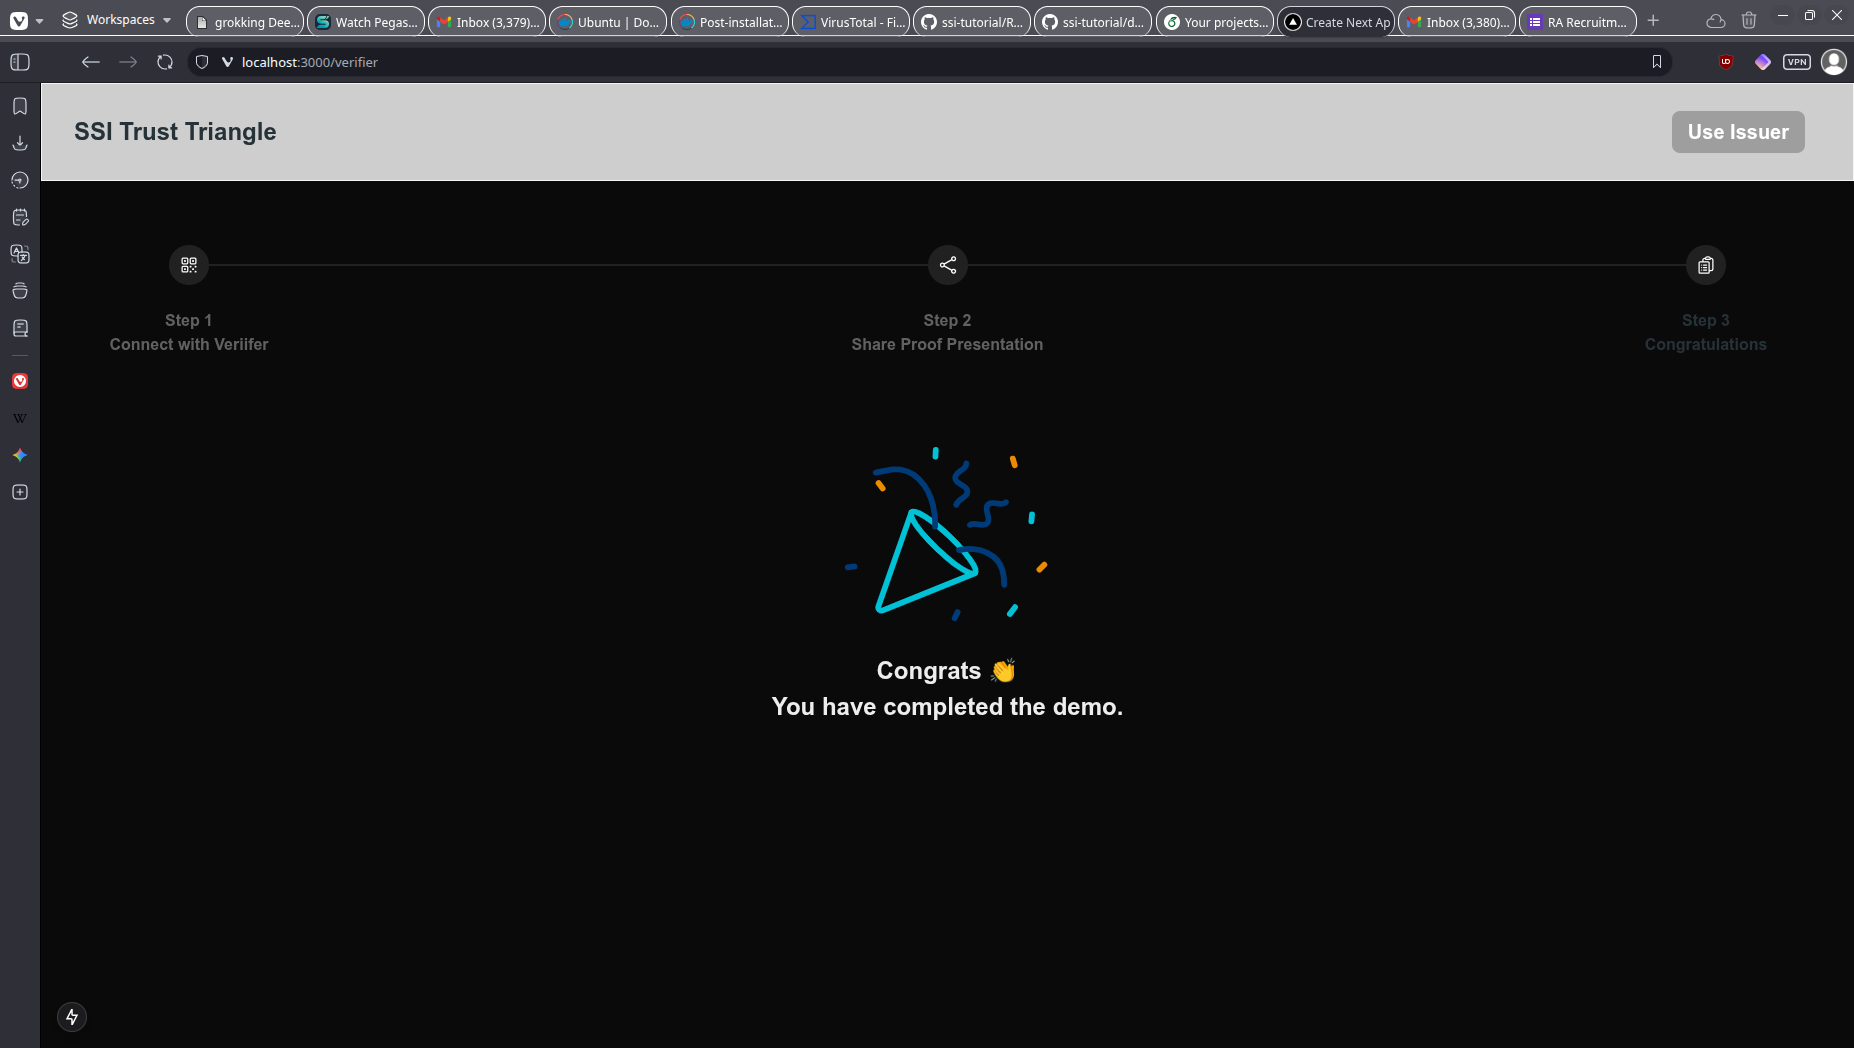 Workspaces
grokking Dee...
Watch Pegas...
Inbox (3,379)...
Ubuntu | Do...
Post-installat...
VirusTotal - Fi...
ssi-tutorial/R...
ssi-tutorial/d...
Your projects...
Create Next Ap
Inbox (3,380)...
RA Recruitm...
localhost:3000/verifier
VPN
SSI Trust Triangle
Use Issuer
Step 1
Connect with Veriifer
Step 2
Share Proof Presentation
Step 3
Congratulations
W
Congrats 👏
You have completed the demo.